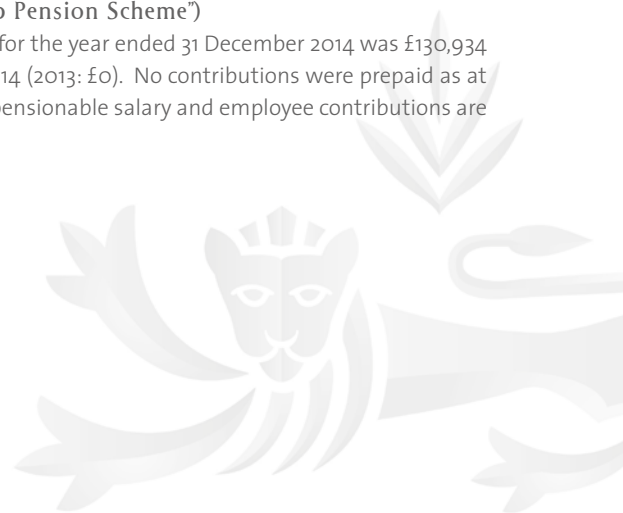 p Pension Scheme”)
for the year ended 31 December 2014 was £130,934
14 (2013: £0). No contributions were prepaid as at
pensionable salary and employee contributions are